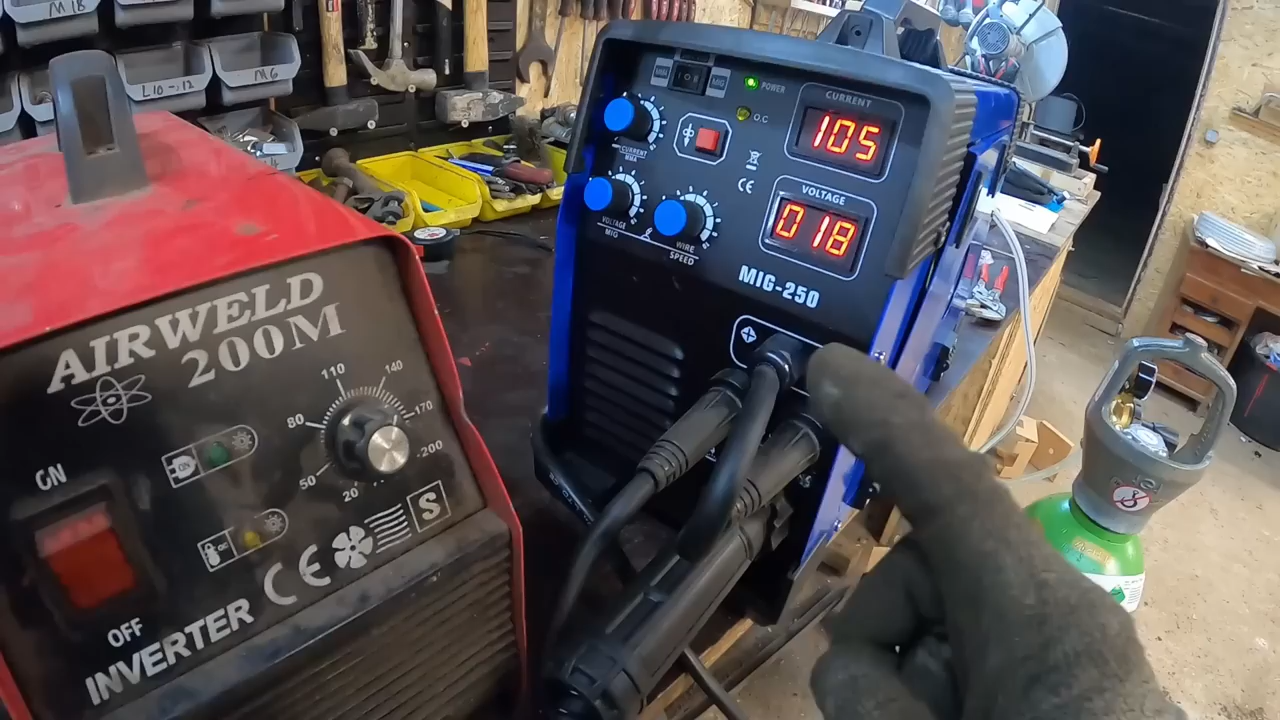 M18
L10-12
M6
AIRWELD
200M
110
140
80
170
50
200
20
ON
OFF
INVERTER
CE
S
MMA
MIG
POWER
O.C
CURRENT
105
CURRENT
MMA
CE
VOLTAGE
018
VOLTAGE
MIG
WIRE
SPEED
MIG-250